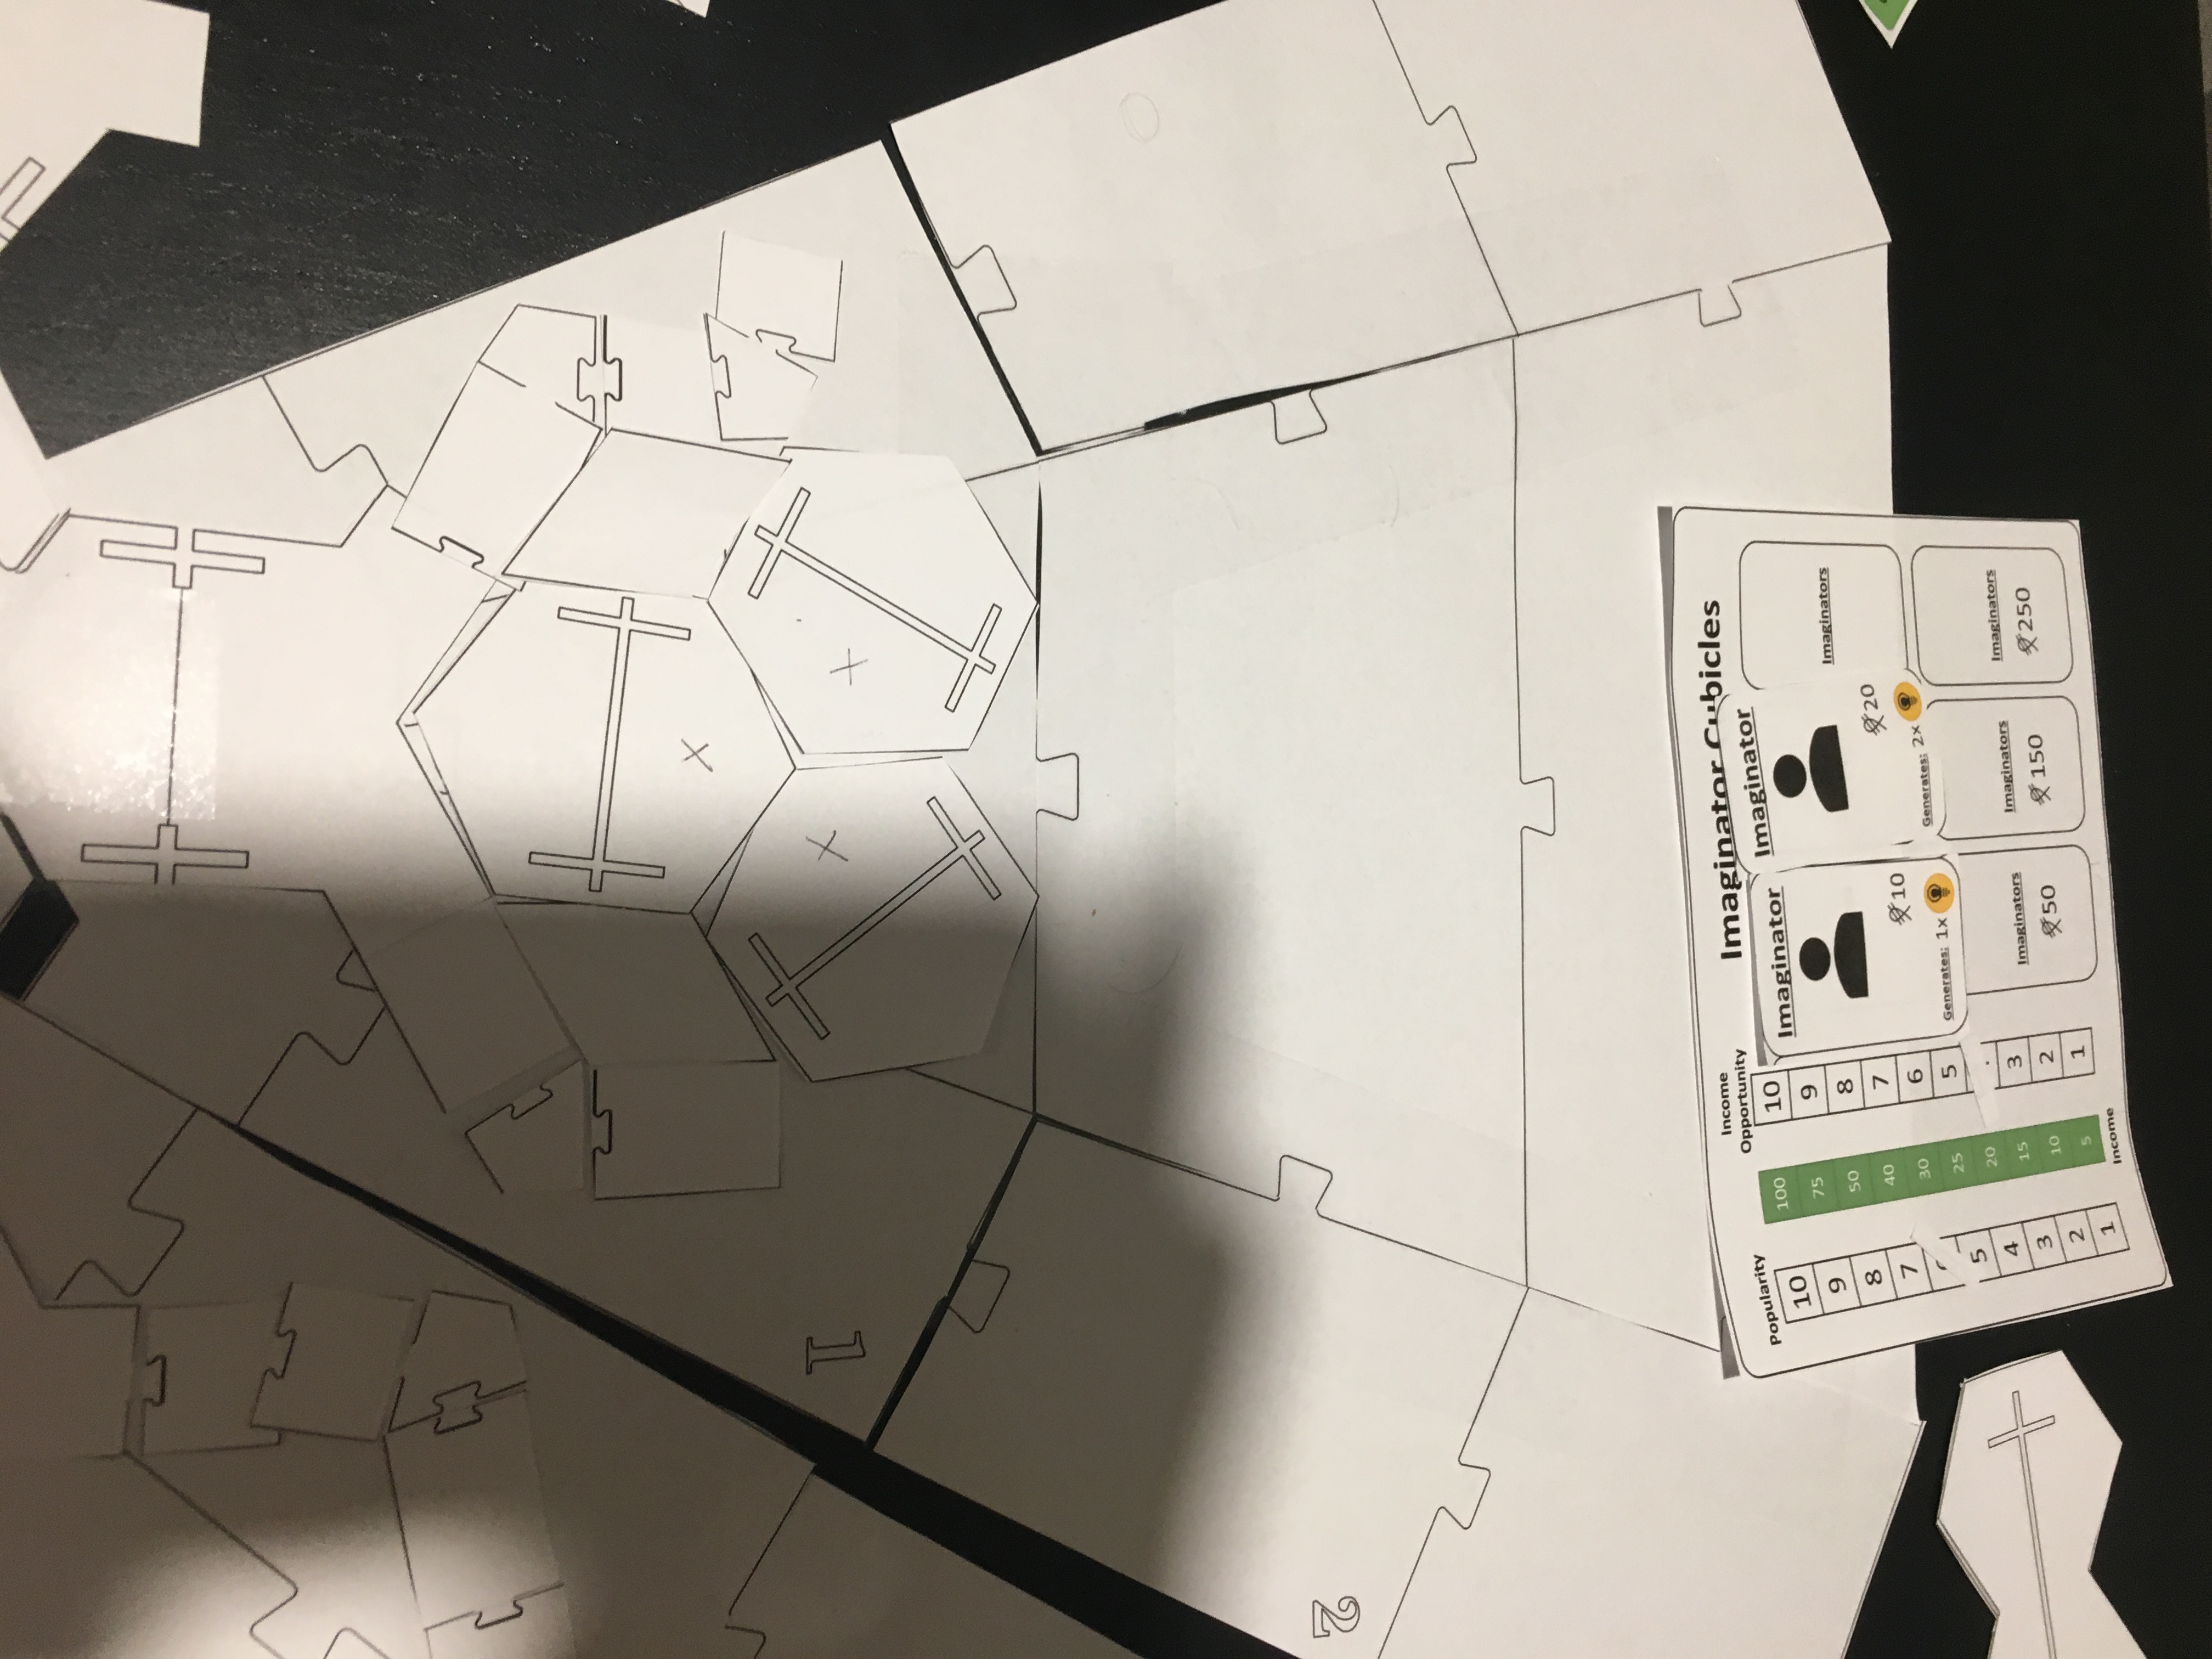 1
X
X
X
2
Imaginator Cubicles
Popularity
10
9
8
7
5
4
3
2
1
100
75
50
40
30
25
20
15
10
5
Income
Income
Opportunity
10
9
8
7
6
5
3
2
1
Imaginator
10
Generates: 1x
Imaginator
20
Generates: 2x
Imaginators
Imaginators
50
Imaginators
150
Imaginators
250